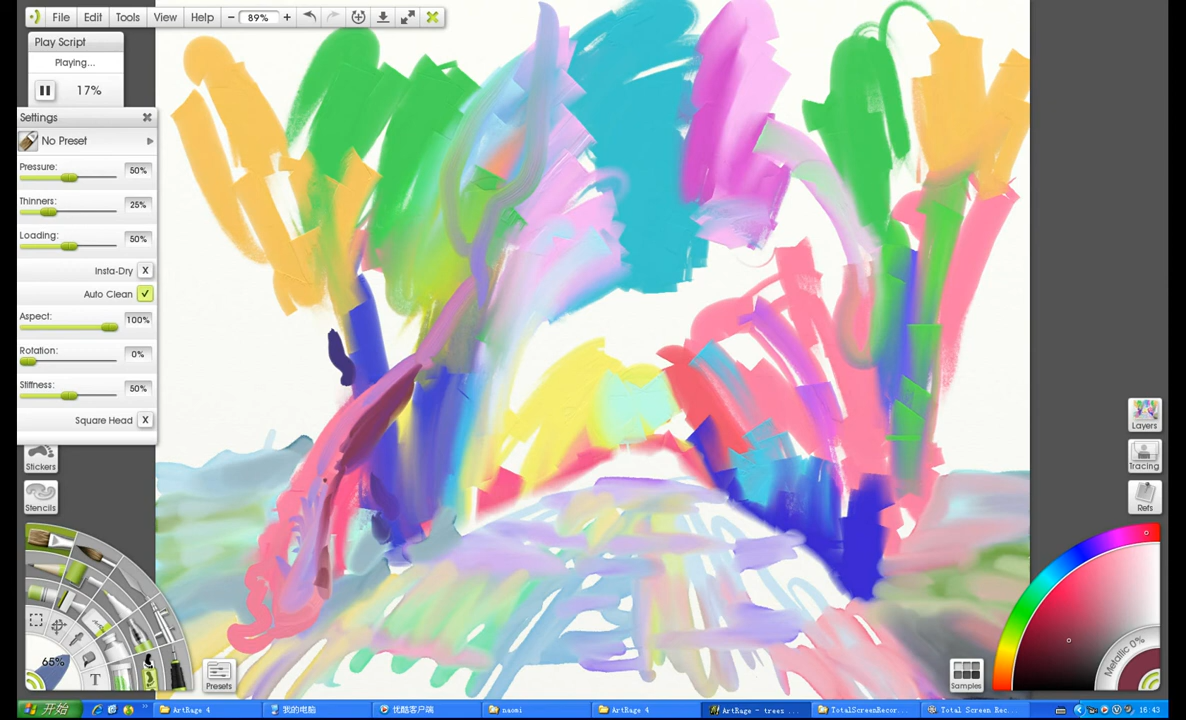 File Edit Tools View Help − 89% +
Play Script
Playing...
17%
Settings
No Preset
Pressure: 50%
Thinners: 25%
Loading: 50%
Insta-Dry X
Auto Clean
Aspect: 100%
Rotation: 0%
Stiffness: 50%
Square Head X
Stickers
Stencils
Layers
Tracing
Refs
65%
T
Presets
Metallic 0%
Samples
开始 ArtRage 4 我的电脑 优酷客户端 naomi ArtRage 4 ArtRage - trees ... TotalScreenRecor... Total Screen Rec... 16:43